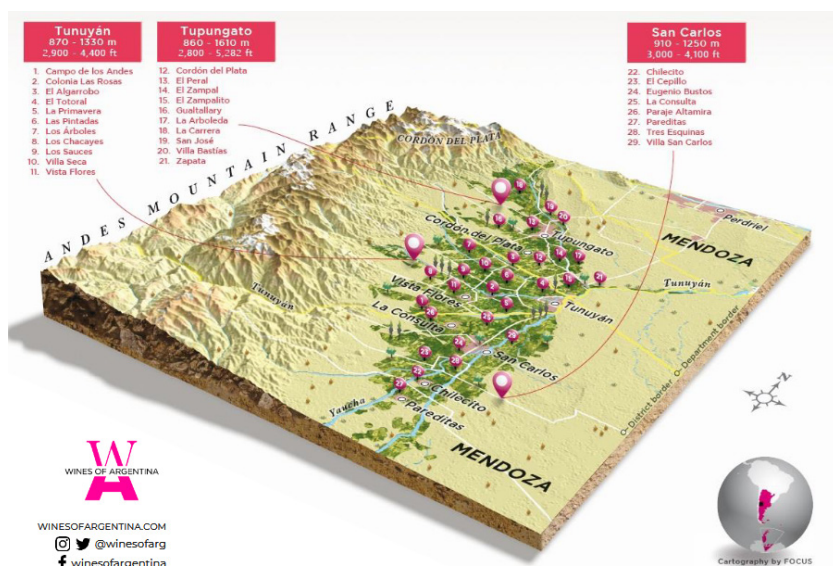 Tunuyán
870 - 1330 m
2,900 - 4,400 ft
1. Campo de los Andes
2. Colonia Las Rosas
3. El Algarrobo
4. El Totoral
5. La Primavera
6. Las Pintadas
7. Los Árboles
8. Los Chacayes
9. Los Sauces
10. Villa Seca
11. Vista Flores
Tupungato
860 - 1610 m
2,800 - 5,282 ft
12. Cordón del Plata
13. El Peral
14. El Zampal
15. El Zampalito
16. Gualtallary
17. La Arboleda
18. La Carrera
19. San José
20. Villa Bastías
21. Zapata
San Carlos
910 - 1250 m
3,000 - 4,100 ft
22. Chilecito
23. El Cepillo
24. Eugenio Bustos
25. La Consulta
26. Paraje Altamira
27. Pareditas
28. Tres Esquinas
29. Villa San Carlos
ANDES MOUNTAIN RANGE
CORDÓN DEL PLATA
Perdriel
MENDOZA
Cordón del Plata
Tupungato
Vista Flores
Tunuyán
Tunuyán
Tunuyán
La Consulta
San Carlos
Chilecito
Yaucha
Pareditas
MENDOZA
District border
Department border
N
W
A
WINES OF ARGENTINA
WINESOFARGENTINA.COM
@winesofarg
winesofargentina
Cartography by FOCUS